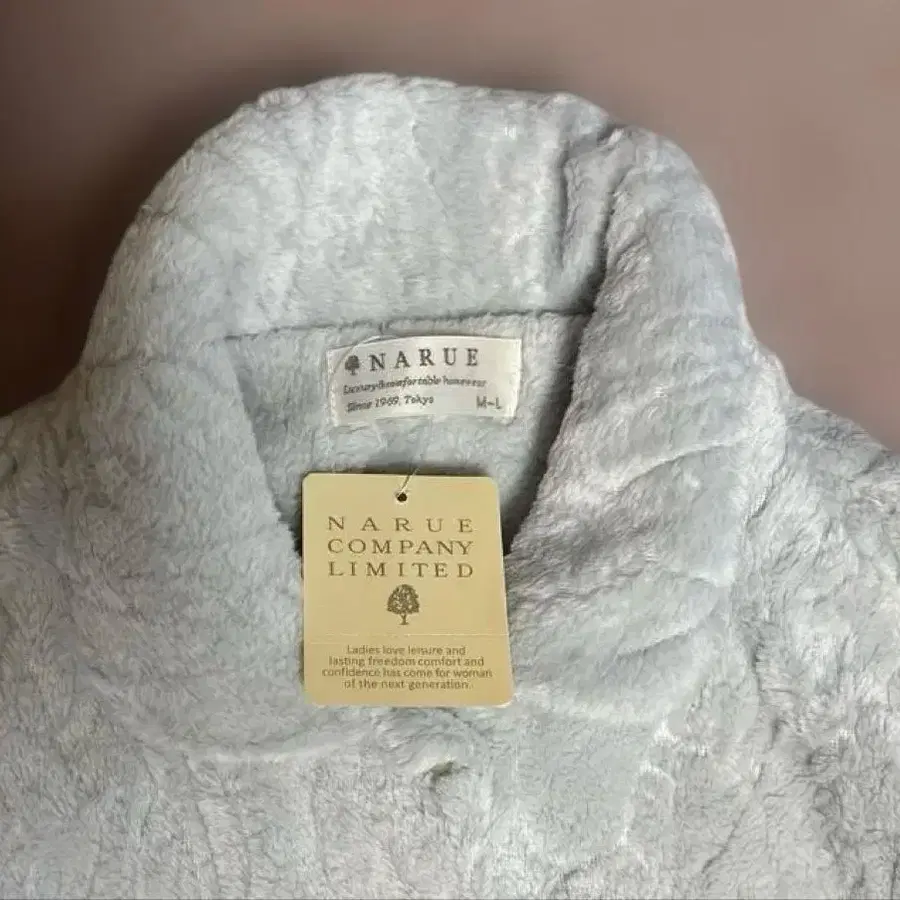 NARUE
Luxury&comfortable homewear
Since 1969, Tokyo M-L
NARUE
COMPANY
LIMITED
Ladies love leisure and
lasting freedom comfort and
confidence has come for woman
of the next generation.